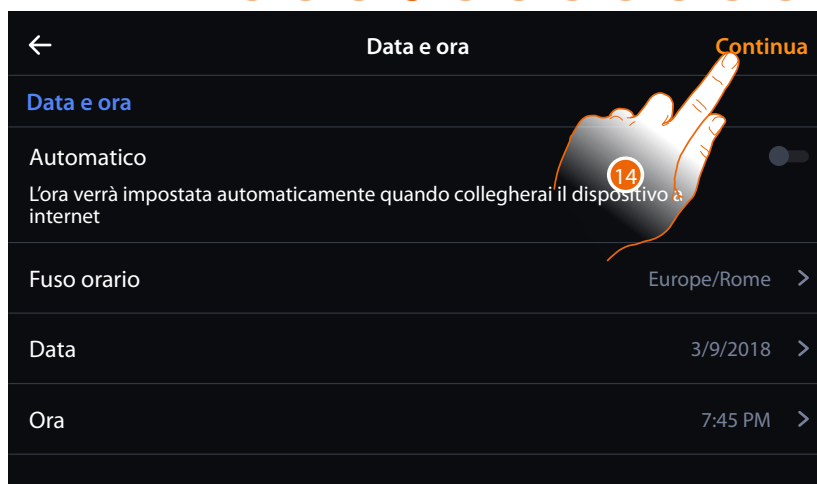 Data e ora
Continua
Data e ora
Automatico
L'ora verrà impostata automaticamente quando collegherai il dispositivo a
internet
14
Fuso orario
Europe/Rome
Data
3/9/2018
Ora
7:45 PM